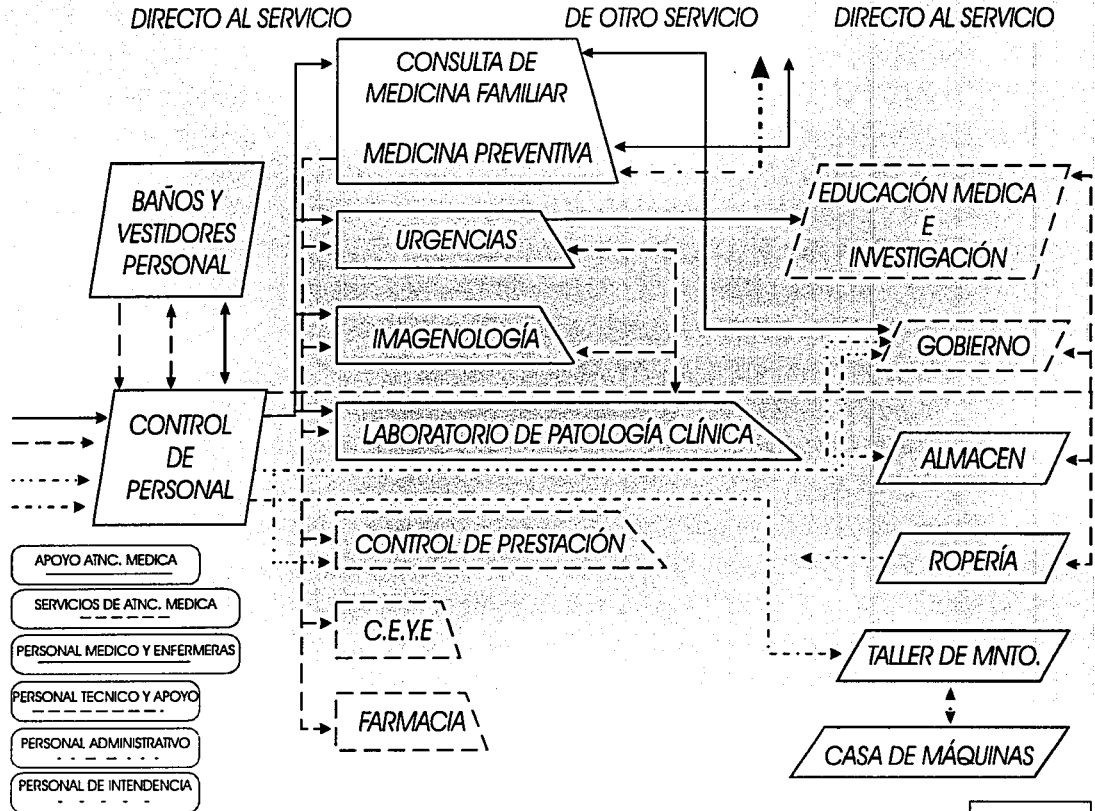 DIRECTO AL SERVICIO
DE OTRO SERVICIO
DIRECTO AL SERVICIO
CONSULTA DE
MEDICINA FAMILIAR
MEDICINA PREVENTIVA
BAÑOS Y
VESTIDORES
PERSONAL
URGENCIAS
EDUCACIÓN MEDICA
E
INVESTIGACIÓN
IMAGENOLOGÍA
GOBIERNO
CONTROL
DE
PERSONAL
LABORATORIO DE PATOLOGÍA CLÍNICA
ALMACEN
CONTROL DE PRESTACIÓN
ROPERÍA
C.E.Y.E
TALLER DE MNTO.
FARMACIA
CASA DE MÁQUINAS
APOYO ATNC. MEDICA
SERVICIOS DE ATNC. MEDICA
PERSONAL MEDICO Y ENFERMERAS
PERSONAL TECNICO Y APOYO
PERSONAL ADMINISTRATIVO
PERSONAL DE INTENDENCIA